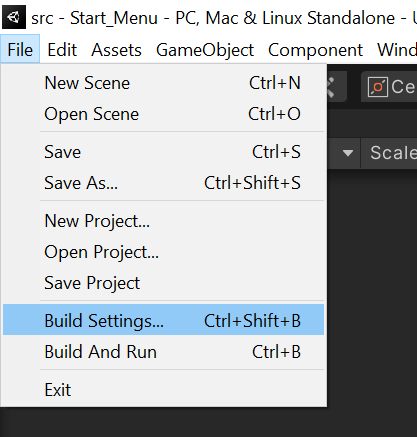 src - Start_Menu - PC, Mac & Linux Standalone -
File Edit Assets GameObject Component
New Scene Ctrl+N
Open Scene Ctrl+O
Save Ctrl+S
Scale
Save As... Ctrl+Shift+S
New Project...
Open Project...
Save Project
Build Settings... Ctrl+Shift+B
Build And Run Ctrl+B
Exit